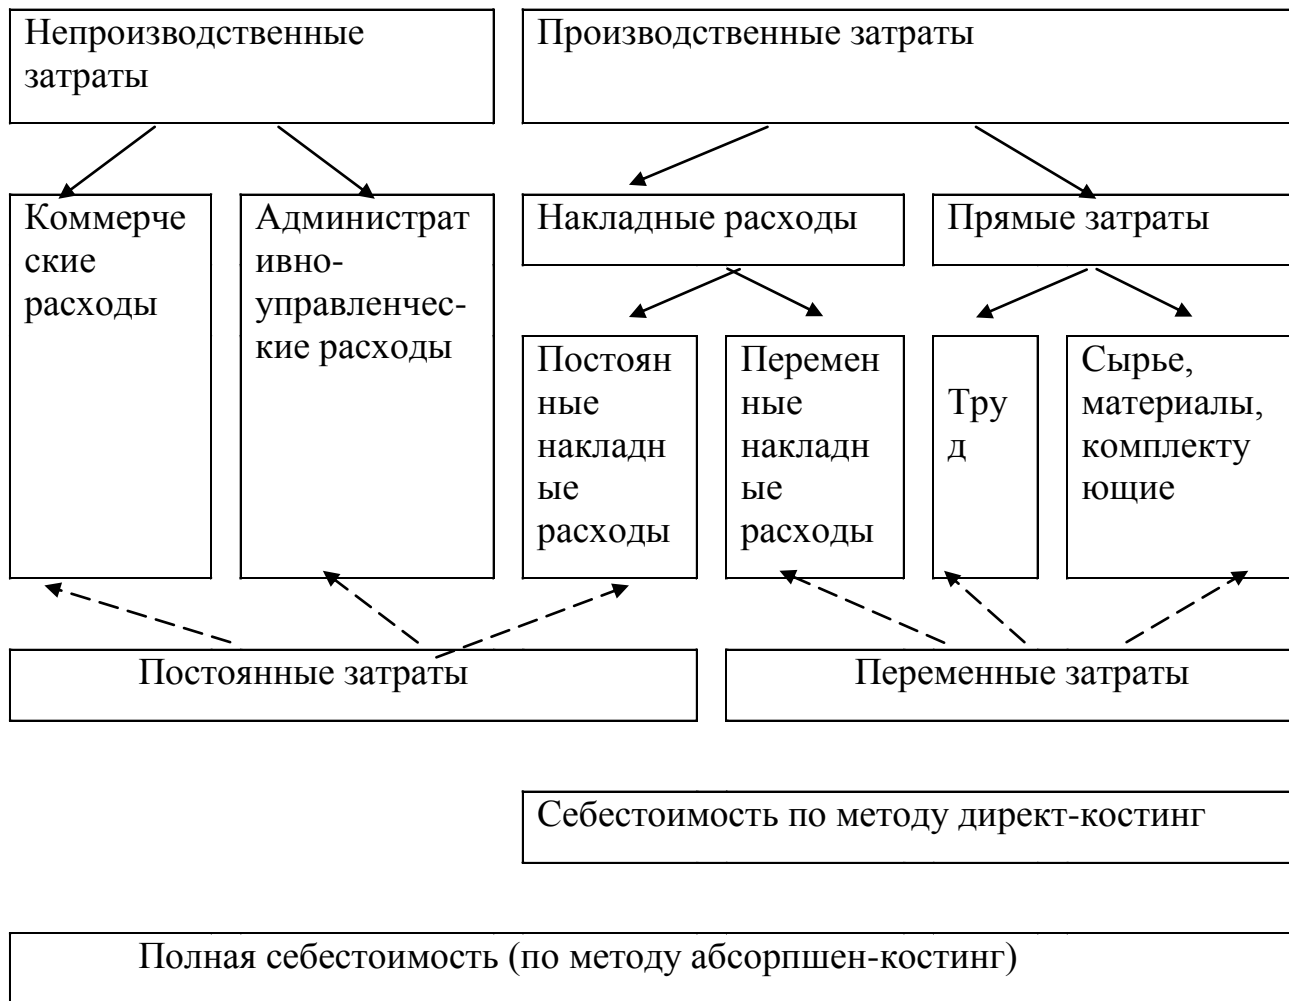 Непроизводственные
затраты
Производственные затраты
Коммерче
ские
расходы
Административ
ивно-
управленчес-
кие расходы
Накладные расходы
Прямые затраты
Постоян
ные
накладн
ые
расходы
Перемен
ные
накладн
ые
расходы
Тру
д
Сырье,
материалы,
комплекту
ющие
Постоянные затраты
Переменные затраты
Себестоимость по методу директ-костинг
Полная себестоимость (по методу абсорпшен-костинг)